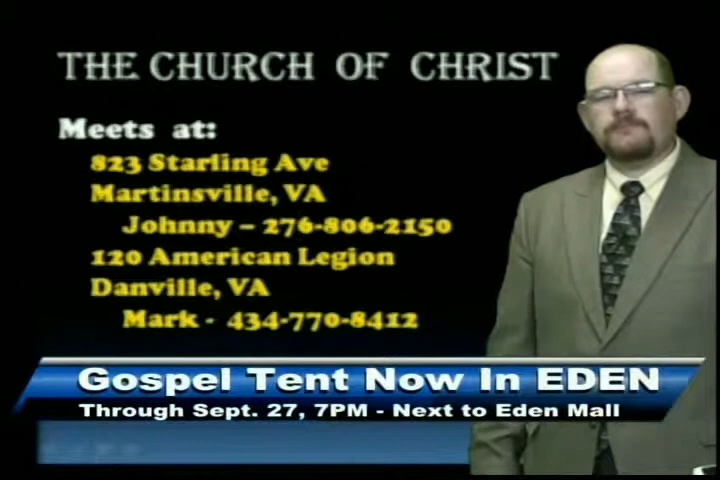 THE CHURCH OF CHRIST
Meets at:
823 Starling Ave
Martinsville, VA
Johnny – 276-806-2150
120 American Legion
Danville, VA
Mark - 434-770-8412
Gospel Tent Now In EDEN
Through Sept. 27, 7PM - Next to Eden Mall